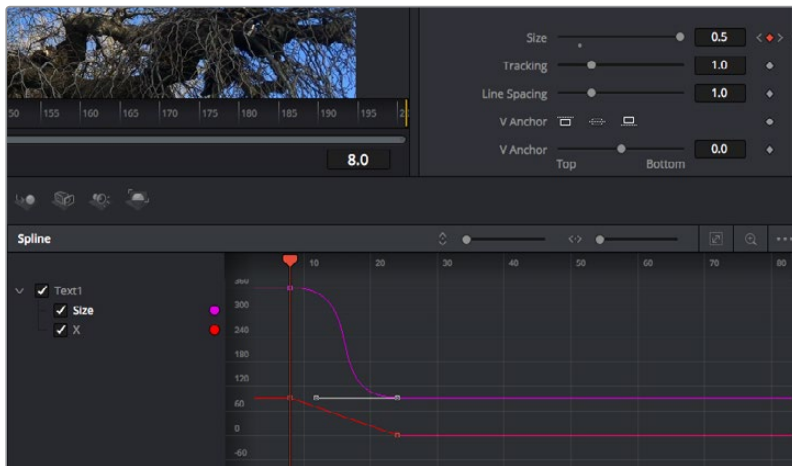 Size 0.5
Tracking 1.0
Line Spacing 1.0
V Anchor
V Anchor 0.0
Top Bottom
155 160 165 170 175 180 185 190 195
8.0
Spline
10 20 30 40 50 60 70 80
Text1
Size
X
300
240
180
120
60
0
-60